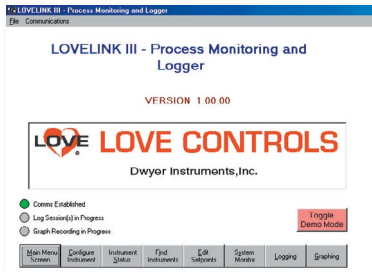 LOVELINK III - Process Monitoring and Logger
File Communications
LOVELINK III - Process Monitoring and
Logger
VERSION 1.00.00
LOVE LOVE CONTROLS
Dwyer Instruments,Inc.
Comms Established
Log Session(s) in Progress
Graph Recording in Progress
Toggle
Demo Mode
Main Menu Screen
Configure Instrument
Instrument Status
Find Instruments
Edit Setpoints
System Monitor
Logging
Graphing